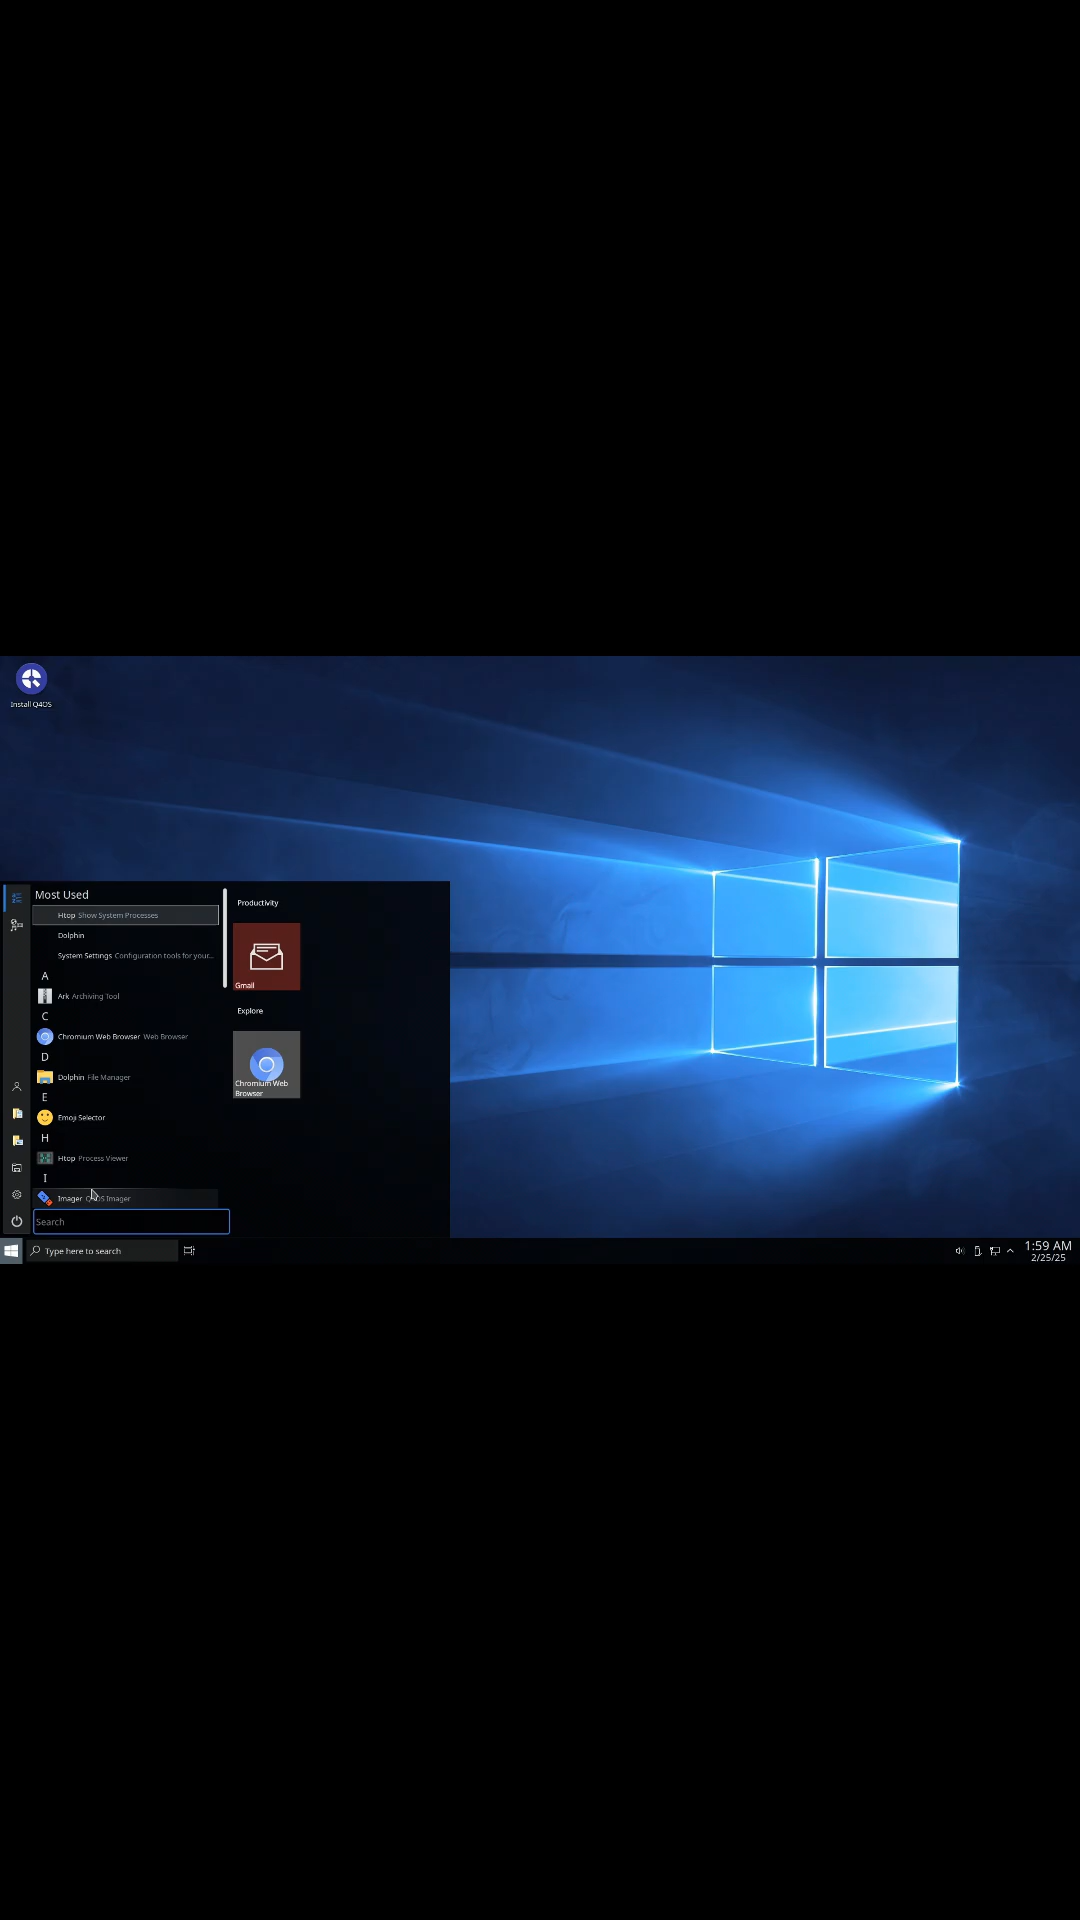 Install Q4OS
Most Used
Htop Show System Processes
Dolphin
System Settings Configuration tools for your...
A
Ark Archiving Tool
C
Chromium Web Browser Web Browser
D
Dolphin File Manager
E
Emoji Selector
H
Htop Process Viewer
I
Imager Q4OS Imager
Search
Productivity
Gmail
Explore
Chromium Web
Browser
Type here to search
1:59 AM
2/25/25